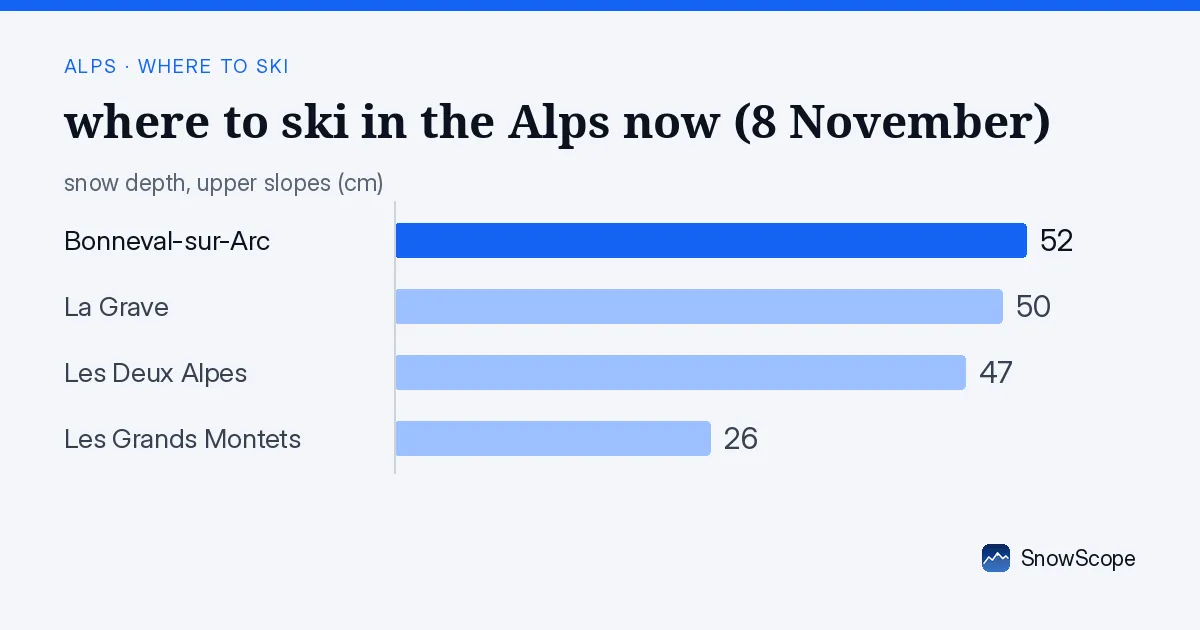 ALPS · WHERE TO SKI
where to ski in the Alps now (8 November)
snow depth, upper slopes (cm)
Bonneval-sur-Arc 52
La Grave 50
Les Deux Alpes 47
Les Grands Montets 26
SnowScope